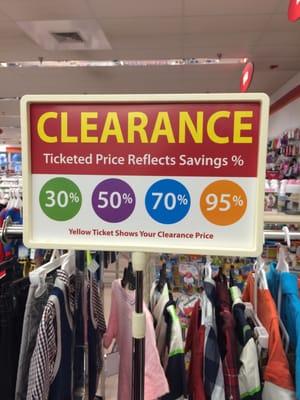 CLEARANCE
Ticketed Price Reflects Savings %
30% 50% 70% 95%
Yellow Ticket Shows Your Clearance Price